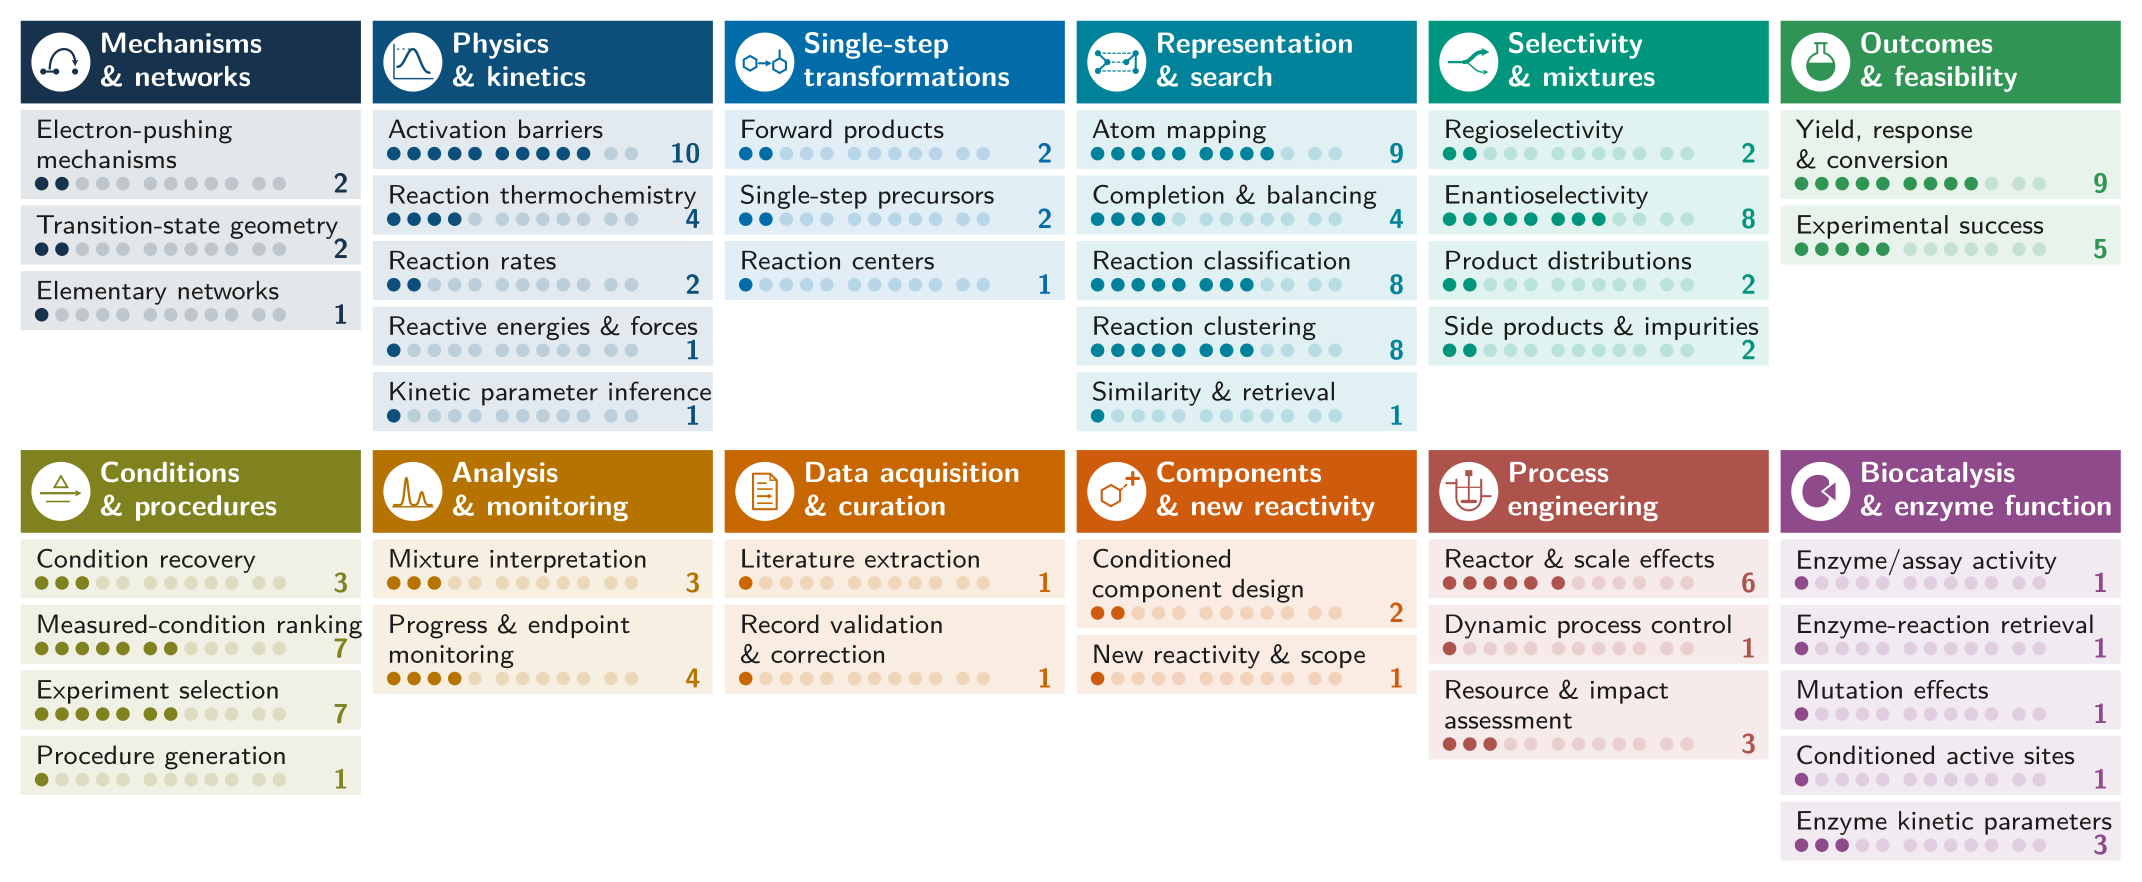 Mechanisms
& networks
Electron-pushing
mechanisms
2
Transition-state geometry
2
Elementary networks
1
Physics
& kinetics
Activation barriers
10
Reaction thermochemistry
4
Reaction rates
2
Reactive energies & forces
1
Kinetic parameter inference
1
Single-step
transformations
Forward products
2
Single-step precursors
2
Reaction centers
1
Representation
& search
Atom mapping
9
Completion & balancing
4
Reaction classification
8
Reaction clustering
8
Similarity & retrieval
1
Selectivity
& mixtures
Regioselectivity
2
Enantioselectivity
8
Product distributions
2
Side products & impurities
2
Outcomes
& feasibility
Yield, response
& conversion
9
Experimental success
5
Conditions
& procedures
Condition recovery
3
Measured-condition ranking
7
Experiment selection
7
Procedure generation
1
Analysis
& monitoring
Mixture interpretation
3
Progress & endpoint
monitoring
4
Data acquisition
& curation
Literature extraction
1
Record validation
& correction
1
Components
& new reactivity
Conditioned
component design
2
New reactivity & scope
1
Process
engineering
Reactor & scale effects
6
Dynamic process control
1
Resource & impact
assessment
3
Biocatalysis
& enzyme function
Enzyme/assay activity
1
Enzyme-reaction retrieval
1
Mutation effects
1
Conditioned active sites
1
Enzyme kinetic parameters
3